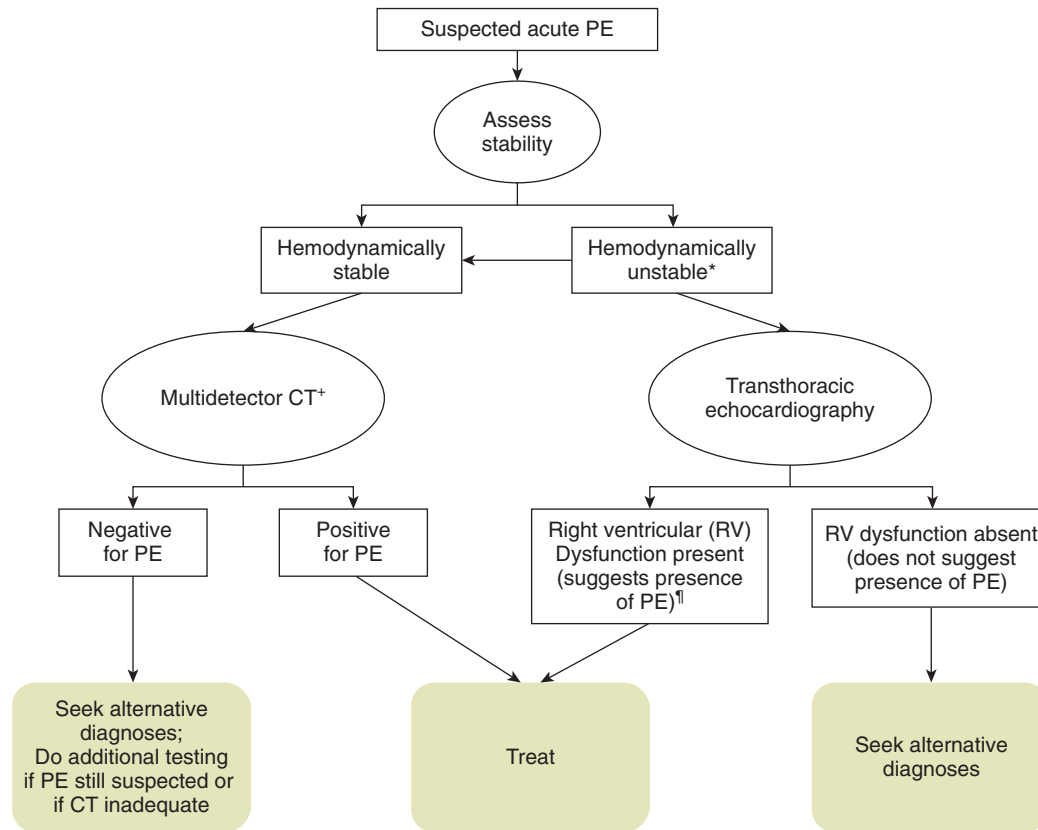 Suspected acute PE
Assess
stability
Hemodynamically
stable
Hemodynamically
unstable*
Multidetector CT⁺
Transthoracic
echocardiography
Negative
for PE
Positive
for PE
Right ventricular (RV)
Dysfunction present
(suggests presence
of PE)¶
RV dysfunction absent
(does not suggest
presence of PE)
Seek alternative
diagnoses;
Do additional testing
if PE still suspected or
if CT inadequate
Treat
Seek alternative
diagnoses